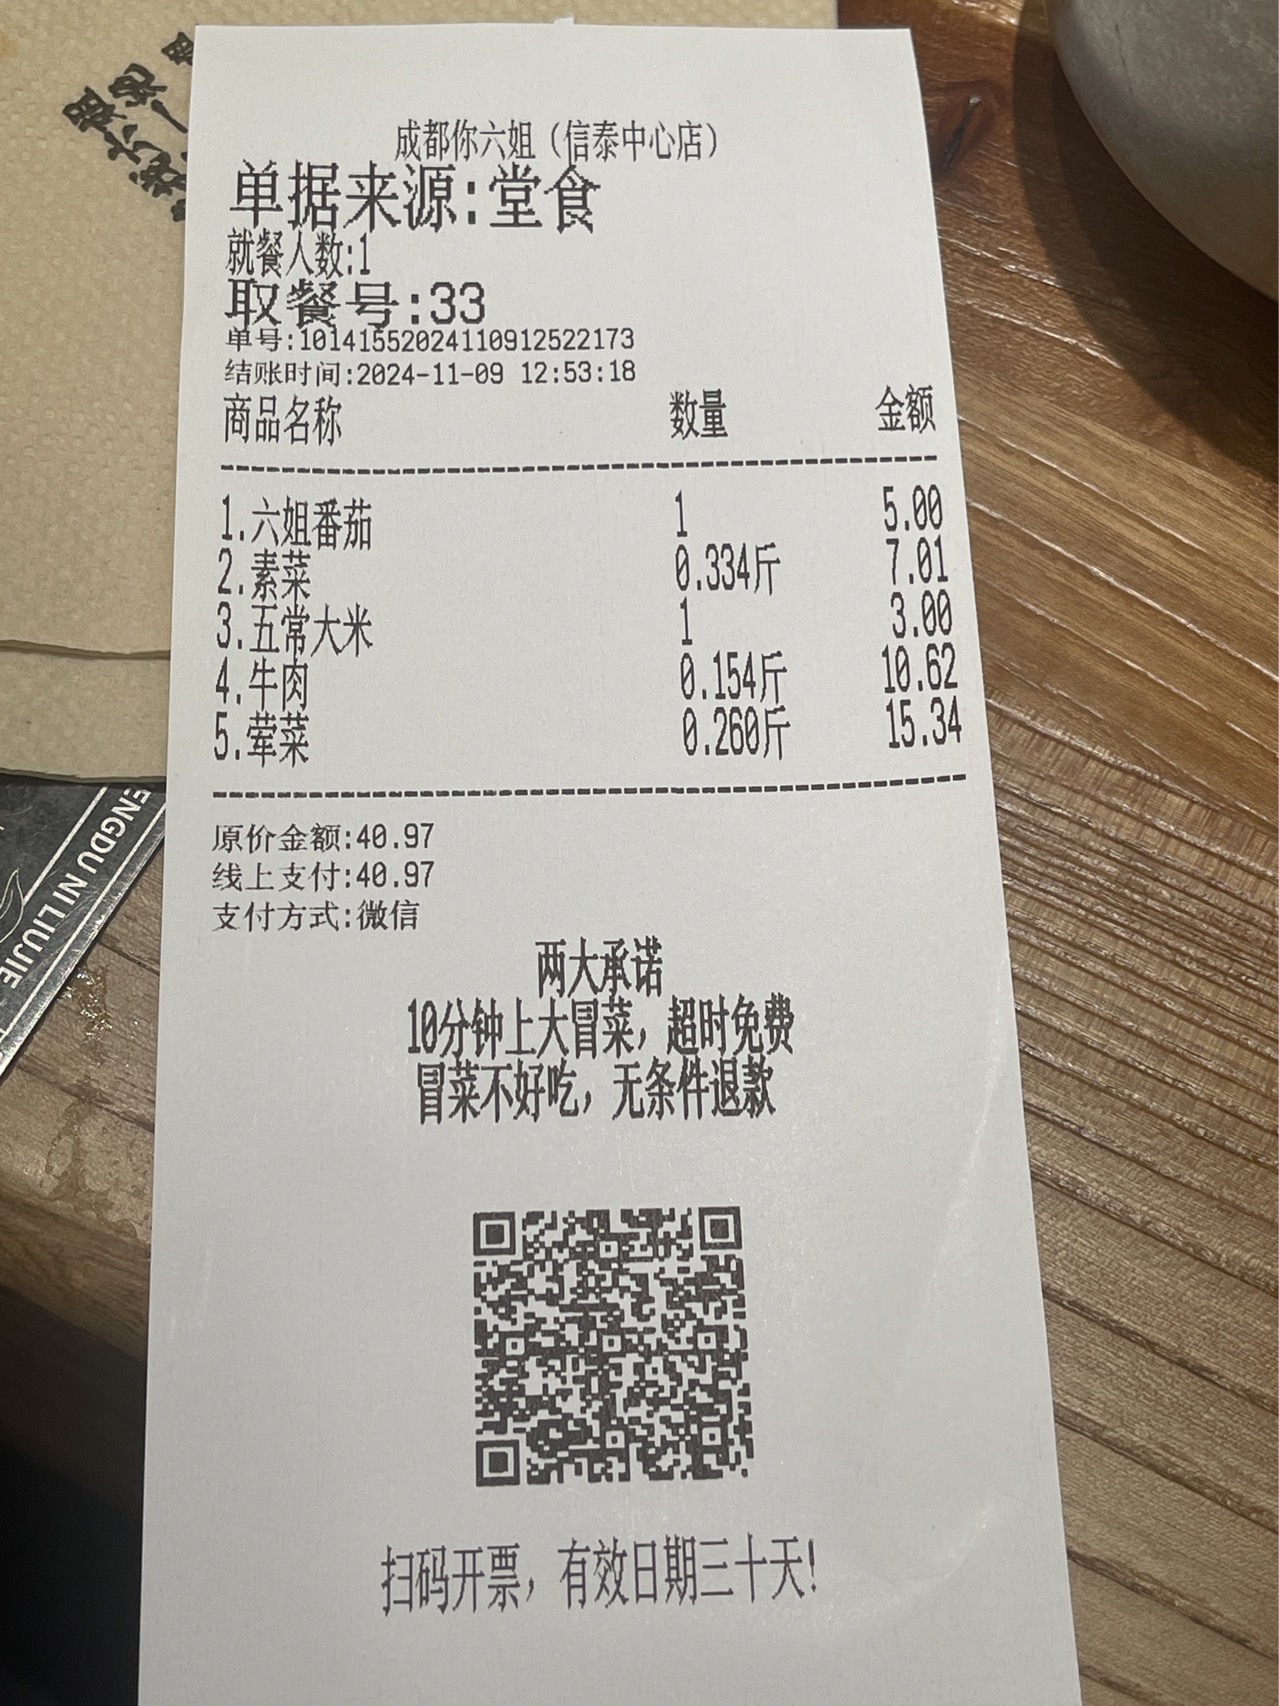 成都你六姐（信泰中心店）
单据来源:堂食
就餐人数:1
取餐号:33
单号:10141552024110912522173
结账时间:2024-11-09 12:53:18
商品名称 数量 金额
1.六姐番茄 1 5.00
2.素菜 0.334斤 7.01
3.五常大米 1 3.00
4.牛肉 0.154斤 10.62
5.荤菜 0.260斤 15.34
原价金额:40.97
线上支付:40.97
支付方式:微信
两大承诺
10分钟上大冒菜，超时免费
冒菜不好吃，无条件退款
扫码开票，有效日期三十天!
ENGDU NI LIUJIE